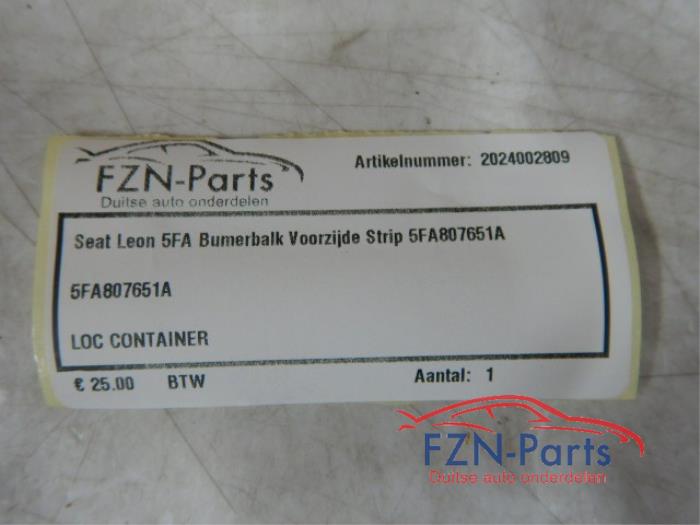 FZN-Parts
Duitse auto onderdelen
Artikelnummer: 2024002809
Seat Leon 5FA Bumerbalk Voorzijde Strip 5FA807651A
5FA807651A
LOC CONTAINER
€ 25.00 BTW Aantal: 1
FZN-Parts
Duitse auto onderdelen